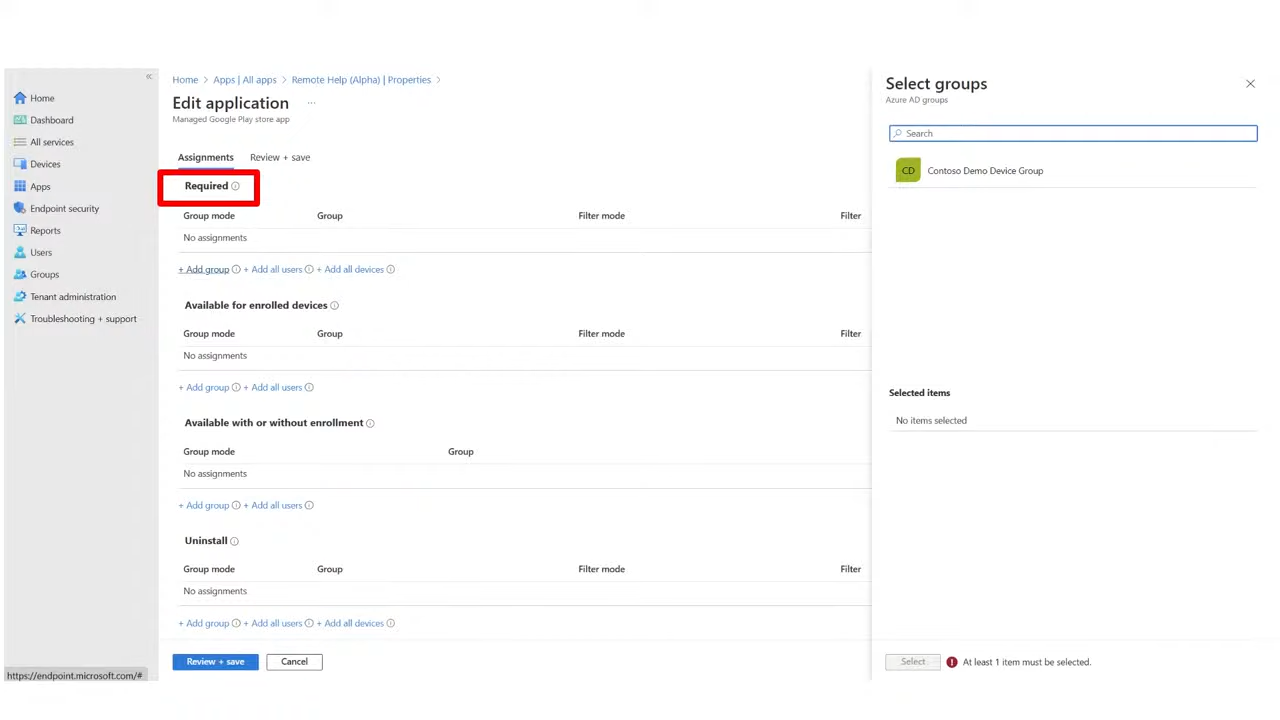 Home
Dashboard
All services
Devices
Apps
Endpoint security
Reports
Users
Groups
Tenant administration
Troubleshooting + support
https://endpoint.microsoft.com/#
Home > Apps | All apps > Remote Help (Alpha) | Properties >
Edit application ...
Managed Google Play store app
Assignments Review + save
Required
Group mode Group Filter mode Filter
No assignments
+ Add group + Add all users + Add all devices
Available for enrolled devices
Group mode Group Filter mode Filter
No assignments
+ Add group + Add all users
Available with or without enrollment
Group mode Group
No assignments
+ Add group + Add all users
Uninstall
Group mode Group Filter mode Filter
No assignments
+ Add group + Add all users + Add all devices
Review + save Cancel
Select groups
Azure AD groups
Search
CD Contoso Demo Device Group
Selected items
No items selected
Select At least 1 item must be selected.